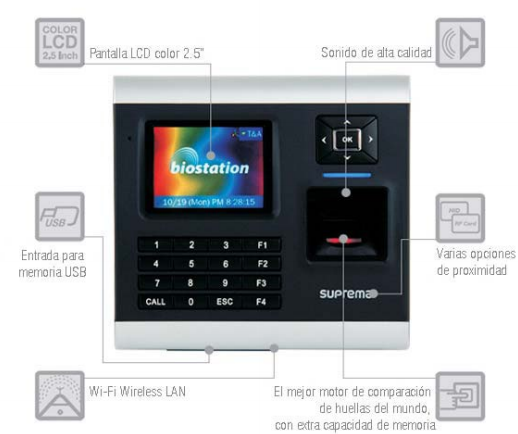 COLOR
LCD
2,5 Inch
Pantalla LCD color 2.5"
Sonido de alta calidad
T&A
OK
biostation
10/19 (Mon) PM 8:28:15
USB
Entrada para
memoria USB
1 2 3 F1
4 5 6 F2
7 8 9 F3
CALL 0 ESC F4
suprema
RF Card
Varias opciones
de proximidad
Wi-Fi Wireless LAN
El mejor motor de comparación
de huellas del mundo,
con extra capacidad de memoria